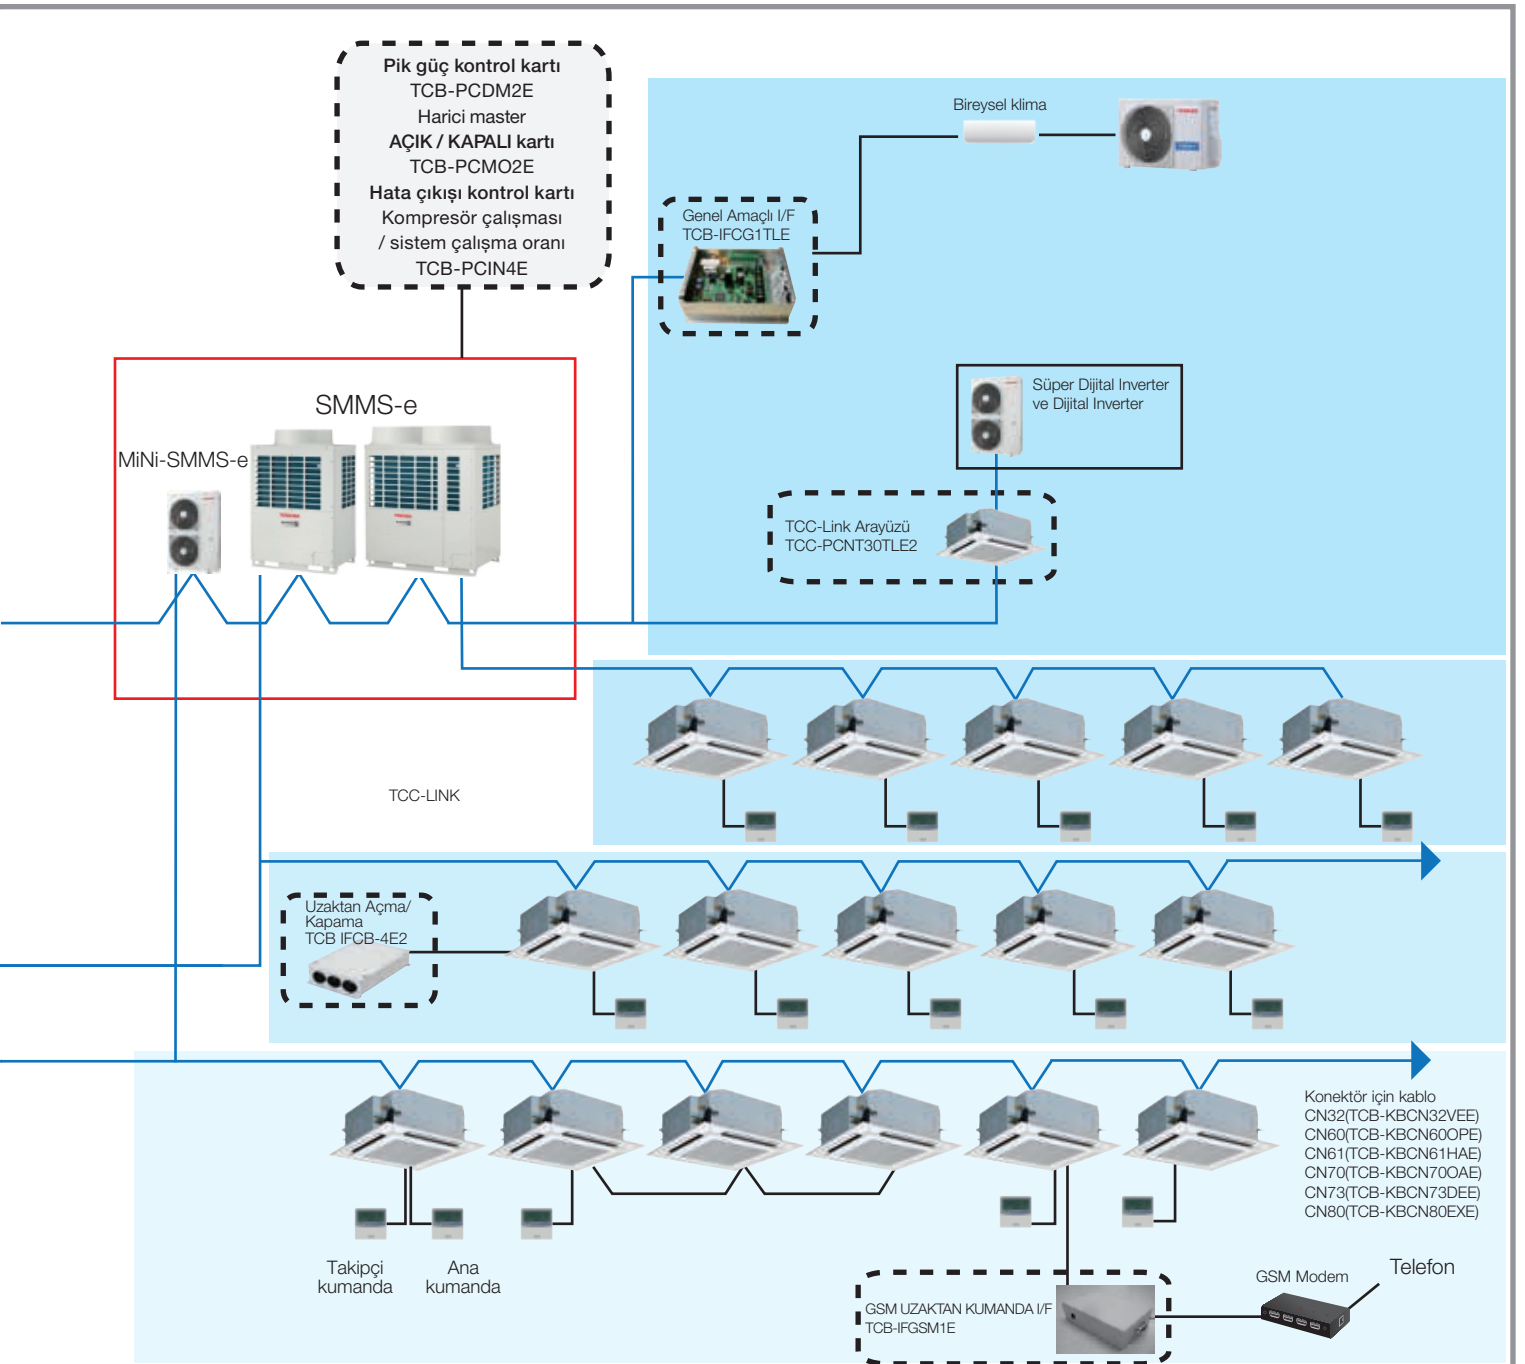 Pik güç kontrol kartı
TCB-PCDM2E
Harici master
AÇIK / KAPALI kartı
TCB-PCMO2E
Hata çıkışı kontrol kartı
Kompresör çalışması
/ sistem çalışma oranı
TCB-PCIN4E
Bireysel klima
Genel Amaçlı I/F
TCB-IFCG1TLE
SMMS-e
MiNi-SMMS-e
Süper Dijital Inverter
ve Dijital Inverter
TCC-Link Arayüzü
TCC-PCNT30TLE2
TCC-LINK
Uzaktan Açma/
Kapama
TCB IFCB-4E2
Konektör için kablo
CN32(TCB-KBCN32VEE)
CN60(TCB-KBCN60OPE)
CN61(TCB-KBCN61HAE)
CN70(TCB-KBCN70OAE)
CN73(TCB-KBCN73DEE)
CN80(TCB-KBCN80EXE)
Takipçi
kumanda
Ana
kumanda
GSM UZAKTAN KUMANDA I/F
TCB-IFGSM1E
GSM Modem
Telefon